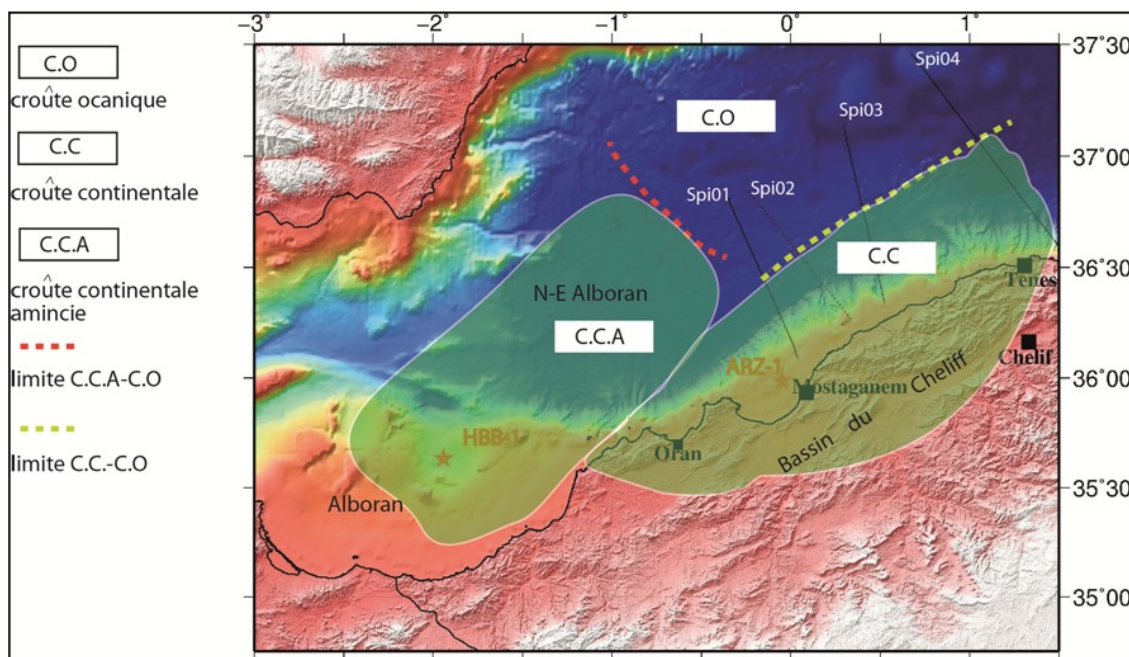 -3°
-2°
-1°
0°
1°
C.O
croûte ocanique
C.C
croûte continentale
C.C.A
croûte continentale
amincie
limite C.C.A-C.O
limite C.C.-C.O
37°30'
37°00'
36°30'
36°00'
35°30'
35°00'
Spi04
C.O
Spi03
Spi02
Spi01
C.C
Tenes
N-E Alboran
C.C.A
Chelif
ARZ-1
Mostaganem
HBB-1
Oran
Bassin du Cheliff
Alboran